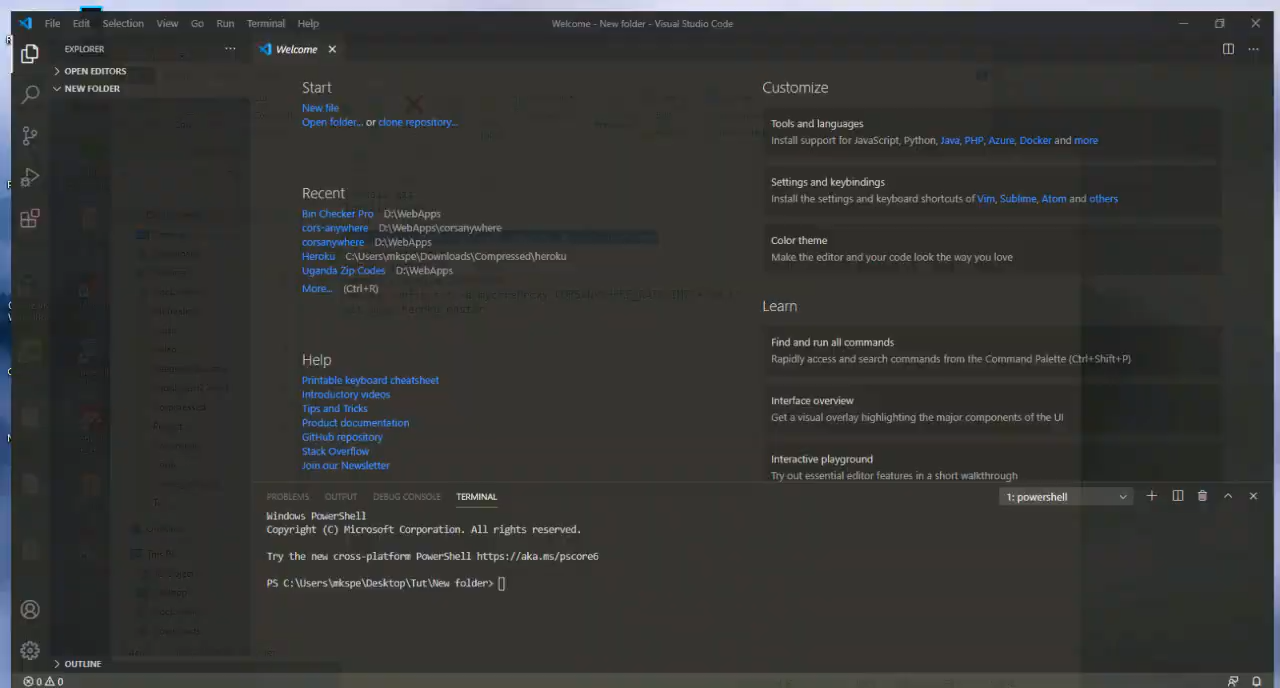 File Edit Selection View Go Run Terminal Help
Welcome - New folder - Visual Studio Code
EXPLORER
Welcome
OPEN EDITORS
NEW FOLDER
Start
New file
Open folder... or clone repository...
Recent
Bin Checker Pro D:\WebApps
cors-anywhere D:\WebApps\corsanywhere
corsanywhere D:\WebApps
Heroku C:\Users\mkspe\Downloads\Compressed\heroku
Uganda Zip Codes D:\WebApps
More... (Ctrl+R)
Help
Printable keyboard cheatsheet
Introductory videos
Tips and Tricks
Product documentation
GitHub repository
Stack Overflow
Join our Newsletter
Customize
Tools and languages
Install support for JavaScript, Python, Java, PHP, Azure, Docker and more
Settings and keybindings
Install the settings and keyboard shortcuts of Vim, Sublime, Atom and others
Color theme
Make the editor and your code look the way you love
Learn
Find and run all commands
Rapidly access and search commands from the Command Palette (Ctrl+Shift+P)
Interface overview
Get a visual overlay highlighting the major components of the UI
Interactive playground
Try out essential editor features in a short walkthrough
PROBLEMS OUTPUT DEBUG CONSOLE TERMINAL
1: powershell
Windows PowerShell
Copyright (C) Microsoft Corporation. All rights reserved.
Try the new cross-platform PowerShell https://aka.ms/pscore6
PS C:\Users\mkspe\Desktop\Tut\New folder>
OUTLINE
0 0